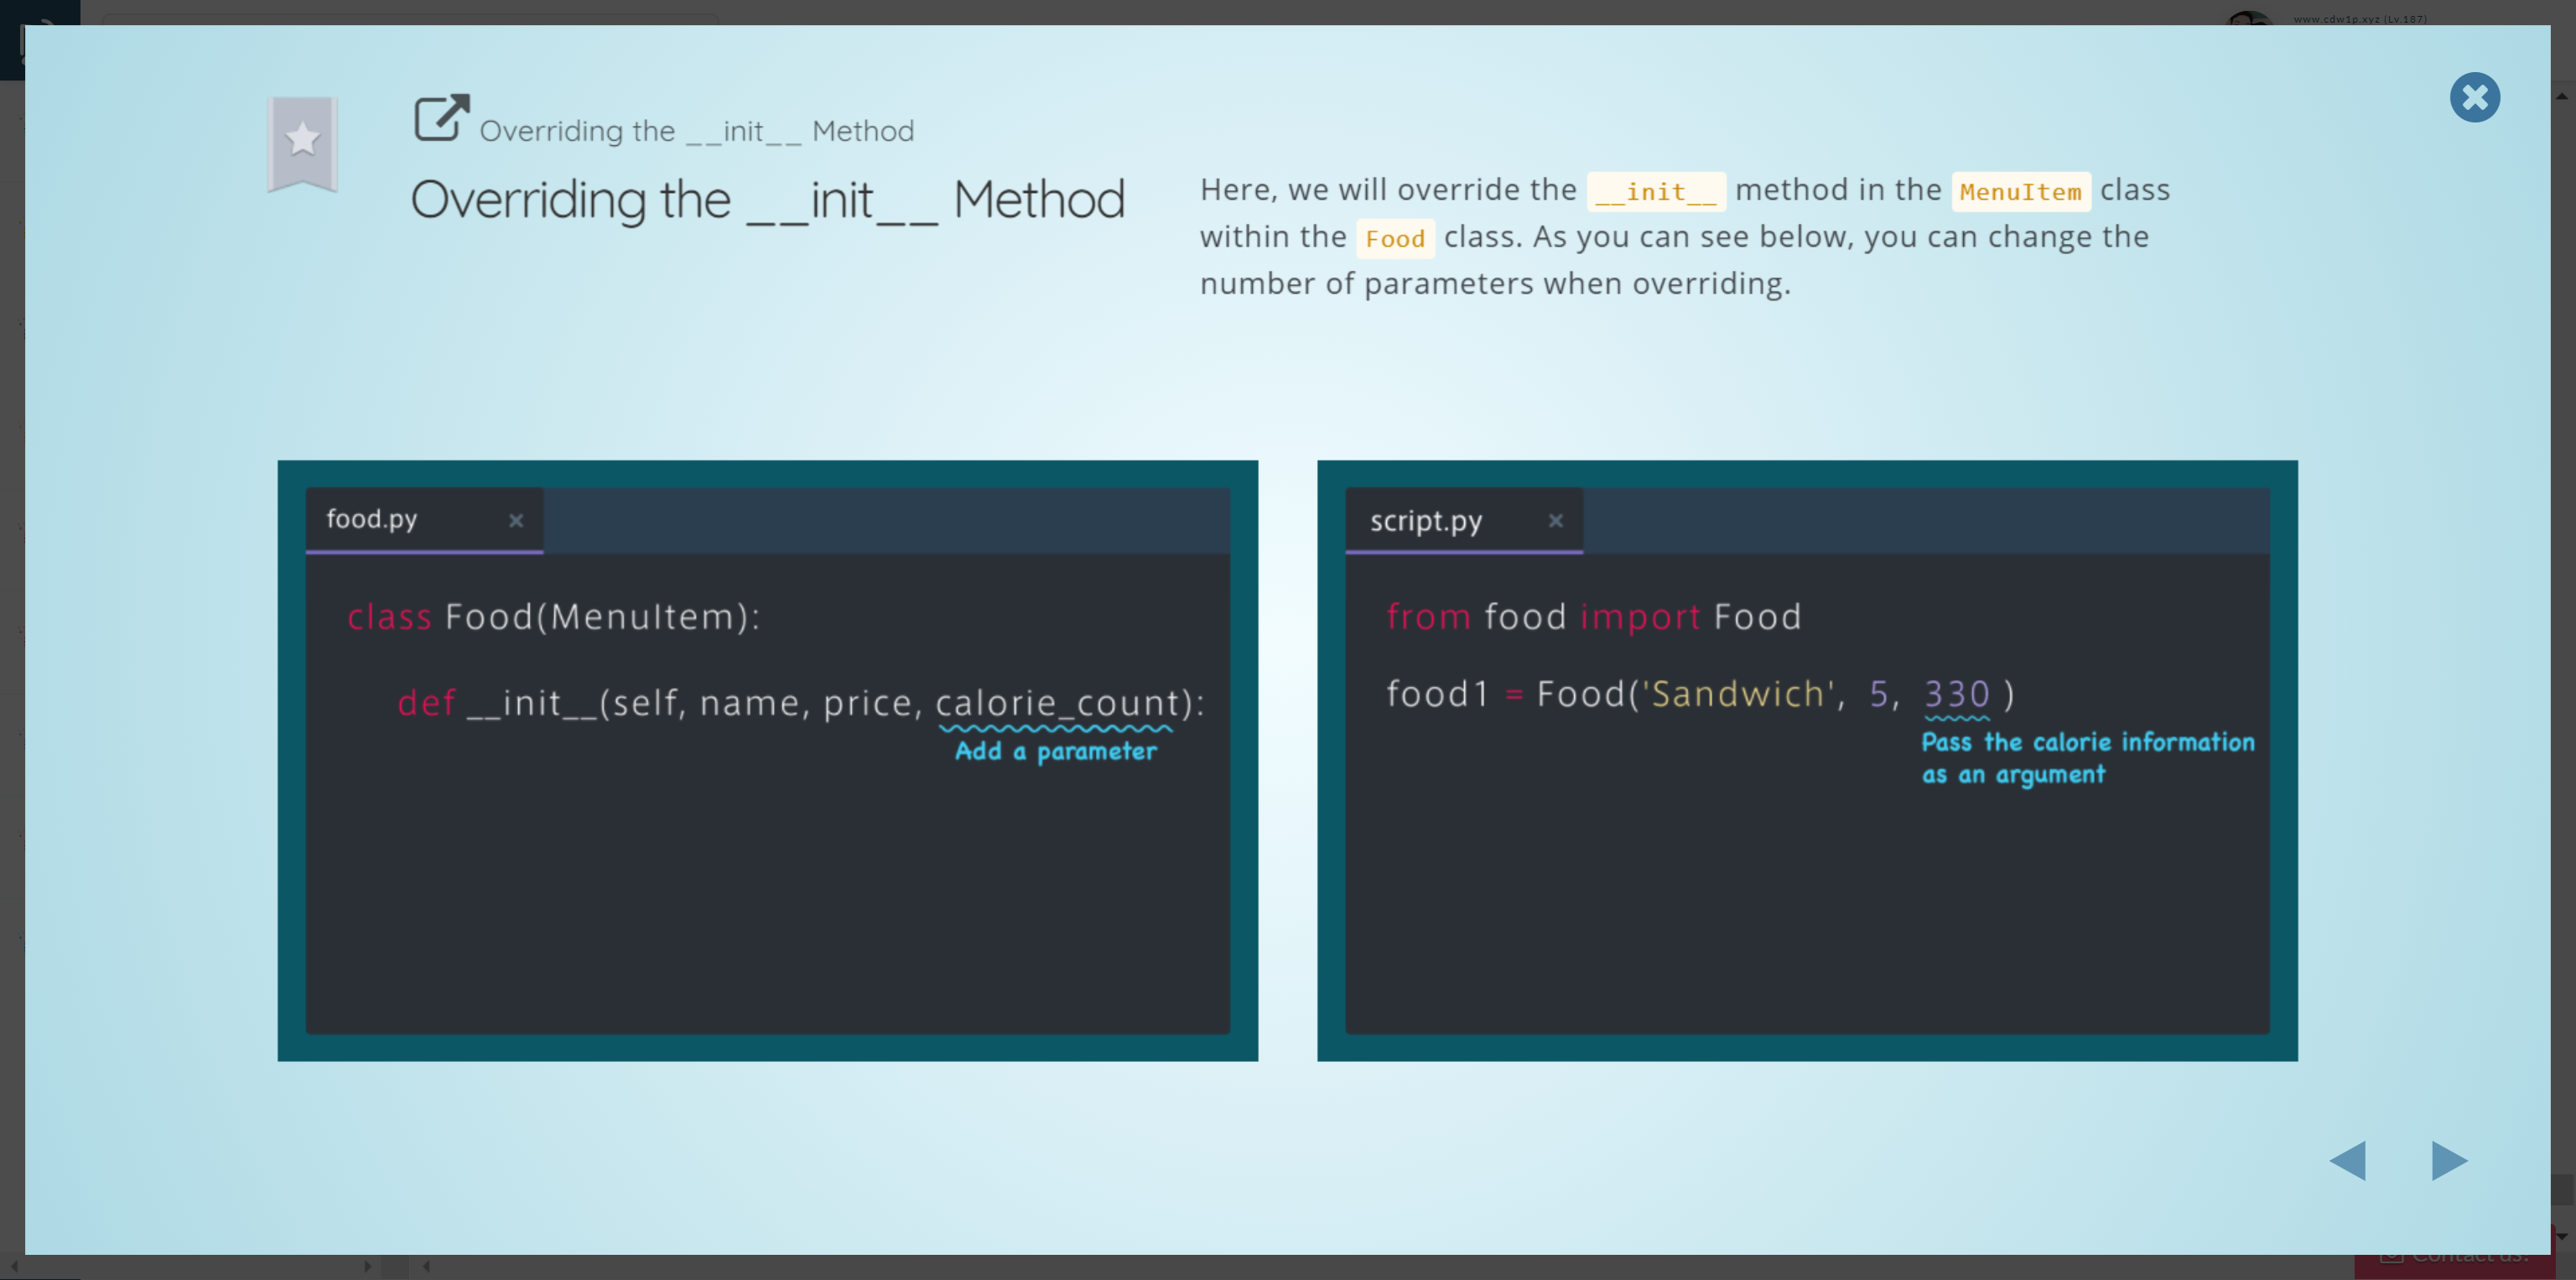 www.cdw1p.xyz (Lv.187)
Overriding the __init__ Method
Overriding the __init__ Method
Here, we will override the __init__ method in the MenuItem class
within the Food class. As you can see below, you can change the
number of parameters when overriding.
food.py
class Food(MenuItem):
def __init__(self, name, price, calorie_count):
Add a parameter
script.py
from food import Food
food1 = Food('Sandwich', 5, 330 )
Pass the calorie information
as an argument
Contact us!